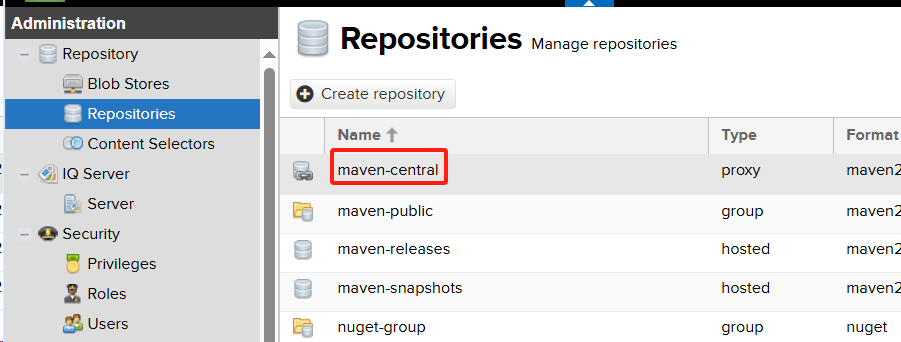 Administration
Repository
Blob Stores
Repositories
Content Selectors
IQ Server
Server
Security
Privileges
Roles
Users
Repositories Manage repositories
Create repository
Name Type Format
maven-central proxy maven2
maven-public group maven2
maven-releases hosted maven2
maven-snapshots hosted maven2
nuget-group group nuget